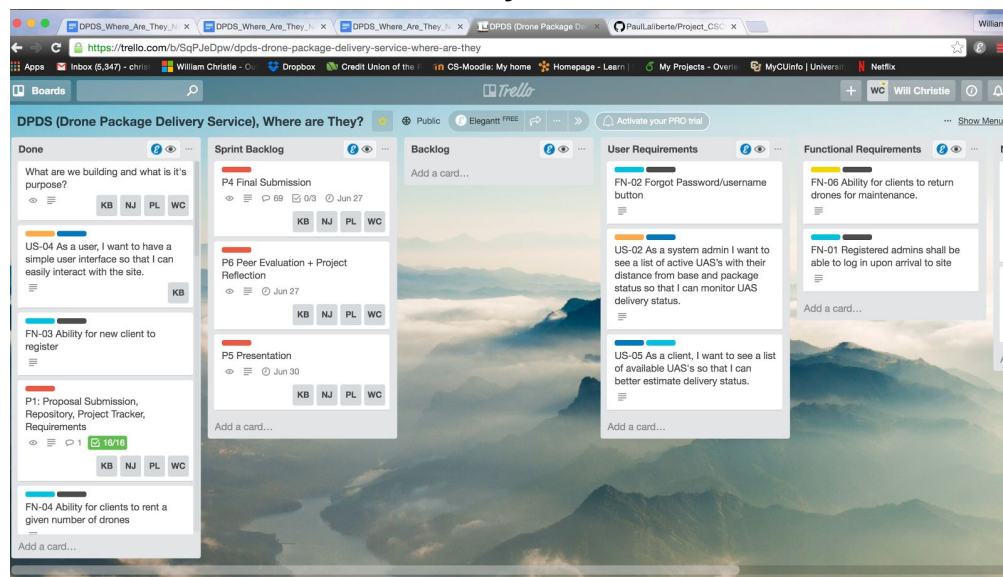 DPDS_Where_Are_They_N
DPDS_Where_Are_They_N
DPDS_Where_Are_They_N
DPDS (Drone Package De
PaulLaliberte/Project_CSC
William
https://trello.com/b/SqPJeDpw/dpds-drone-package-delivery-service-where-are-they
Apps Inbox (5,347) - chris William Christie - Ou Dropbox Credit Union of the R CS-Moodle: My home Homepage - Learn | My Projects - Overle MyCUinfo | Universit Netflix
Boards Trello + WC Will Christie
DPDS (Drone Package Delivery Service), Where are They? Public Elegantt FREE ... » Activate your PRO trial ... Show Menu
Done
What are we building and what is it's
purpose?
KB NJ PL WC
US-04 As a user, I want to have a
simple user interface so that I can
easily interact with the site.
KB
FN-03 Ability for new client to
register
P1: Proposal Submission,
Repository, Project Tracker,
Requirements
1 16/16
KB NJ PL WC
FN-04 Ability for clients to rent a
given number of drones
Add a card...
Sprint Backlog
P4 Final Submission
69 0/3 Jun 27
KB NJ PL WC
P6 Peer Evaluation + Project
Reflection
Jun 27
KB NJ PL WC
P5 Presentation
Jun 30
KB NJ PL WC
Add a card...
Backlog
Add a card...
User Requirements
FN-02 Forgot Password/username
button
US-02 As a system admin I want to
see a list of active UAS's with their
distance from base and package
status so that I can monitor UAS
delivery status.
US-05 As a client, I want to see a list
of available UAS's so that I can
better estimate delivery status.
Add a card...
Functional Requirements
FN-06 Ability for clients to return
drones for maintenance.
FN-01 Registered admins shall be
able to log in upon arrival to site
Add a card...